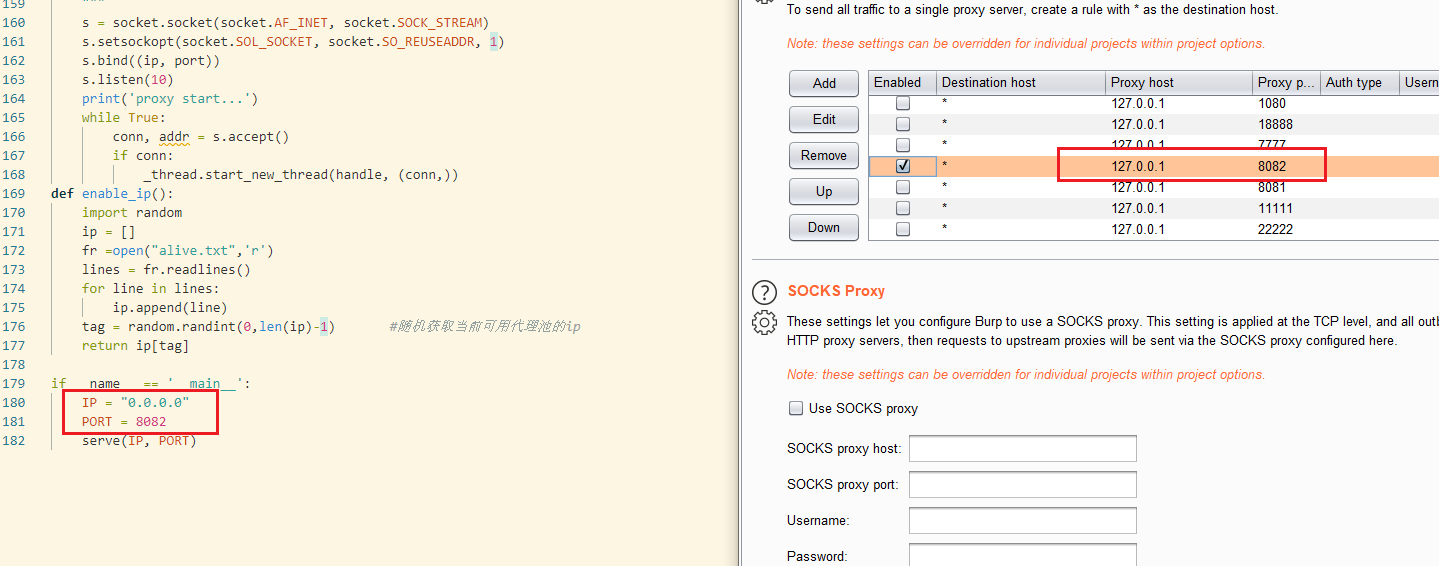 159 """
160 s = socket.socket(socket.AF_INET, socket.SOCK_STREAM)
161 s.setsockopt(socket.SOL_SOCKET, socket.SO_REUSEADDR, 1)
162 s.bind((ip, port))
163 s.listen(10)
164 print('proxy start...')
165 while True:
166 conn, addr = s.accept()
167 if conn:
168 _thread.start_new_thread(handle, (conn,))
169 def enable_ip():
170 import random
171 ip = []
172 fr =open("alive.txt",'r')
173 lines = fr.readlines()
174 for line in lines:
175 ip.append(line)
176 tag = random.randint(0,len(ip)-1) #随机获取当前可用代理池的ip
177 return ip[tag]
178
179 if __name__ == '__main__':
180 IP = "0.0.0.0"
181 PORT = 8082
182 serve(IP, PORT)
To send all traffic to a single proxy server, create a rule with * as the destination host.
Note: these settings can be overridden for individual projects within project options.
Add
Edit
Remove
Up
Down
Enabled Destination host Proxy host Proxy p... Auth type Usern
* 127.0.0.1 1080
* 127.0.0.1 18888
* 127.0.0.1 7777
* 127.0.0.1 8082
* 127.0.0.1 8081
* 127.0.0.1 11111
* 127.0.0.1 22222
? SOCKS Proxy
These settings let you configure Burp to use a SOCKS proxy. This setting is applied at the TCP level, and all outb
HTTP proxy servers, then requests to upstream proxies will be sent via the SOCKS proxy configured here.
Note: these settings can be overridden for individual projects within project options.
Use SOCKS proxy
SOCKS proxy host:
SOCKS proxy port:
Username:
Password: